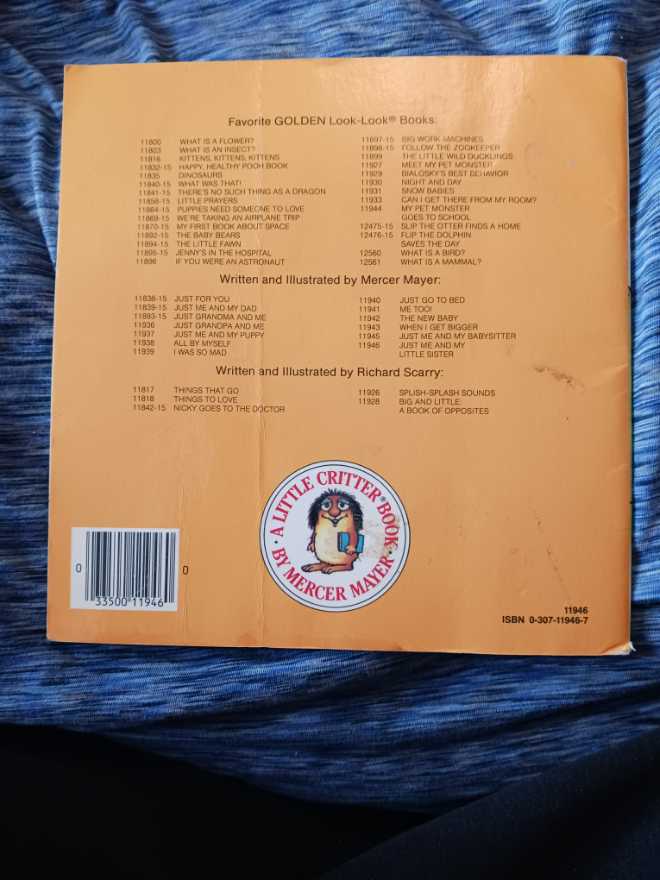 Favorite GOLDEN Look-Look® Books:
11800 WHAT IS A FLOWER?
11803 WHAT IS AN INSECT?
11816 KITTENS, KITTENS, KITTENS
11832-15 HAPPY, HEALTHY POOH BOOK
11835 DINOSAURS
11840-15 WHAT WAS THAT!
11841-15 THERE'S NO SUCH THING AS A DRAGON
11858-15 LITTLE PRAYERS
11864-15 PUPPIES NEED SOMEONE TO LOVE
11869-15 WE'RE TAKING AN AIRPLANE TRIP
11870-15 MY FIRST BOOK ABOUT SPACE
11892-15 THE BABY BEARS
11894-15 THE LITTLE FAWN
11895-15 JENNY'S IN THE HOSPITAL
11896 IF YOU WERE AN ASTRONAUT
11897-15 BIG WORK MACHINES
11898-15 FOLLOW THE ZOOKEEPER
11899 THE LITTLE WILD DUCKLINGS
11927 MEET MY PET MONSTER
11929 BIALOSKY'S BEST BEHAVIOR
11930 NIGHT AND DAY
11931 SNOW BABIES
11933 CAN I GET THERE FROM MY ROOM?
11944 MY PET MONSTER
GOES TO SCHOOL
12475-15 SLIP THE OTTER FINDS A HOME
12476-15 FLIP THE DOLPHIN
SAVES THE DAY
12560 WHAT IS A BIRD?
12561 WHAT IS A MAMMAL?
Written and Illustrated by Mercer Mayer:
11838-15 JUST FOR YOU
11839-15 JUST ME AND MY DAD
11893-15 JUST GRANDMA AND ME
11936 JUST GRANDPA AND ME
11937 JUST ME AND MY PUPPY
11938 ALL BY MYSELF
11939 I WAS SO MAD
11940 JUST GO TO BED
11941 ME TOO!
11942 THE NEW BABY
11943 WHEN I GET BIGGER
11945 JUST ME AND MY BABYSITTER
11946 JUST ME AND MY
LITTLE SISTER
Written and Illustrated by Richard Scarry:
11817 THINGS THAT GO
11818 THINGS TO LOVE
11842-15 NICKY GOES TO THE DOCTOR
11926 SPLISH-SPLASH SOUNDS
11928 BIG AND LITTLE:
A BOOK OF OPPOSITES
A LITTLE CRITTER® BOOK
BY MERCER MAYER
0 33500 11946 0
11946
ISBN 0-307-11946-7